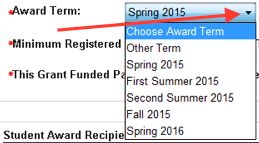 *Award Term: Spring 2015
Choose Award Term
*Minimum Registered
Other Term
Spring 2015
*This Grant Funded Pa
First Summer 2015
Second Summer 2015
Fall 2015
Student Award Recipie
Spring 2016